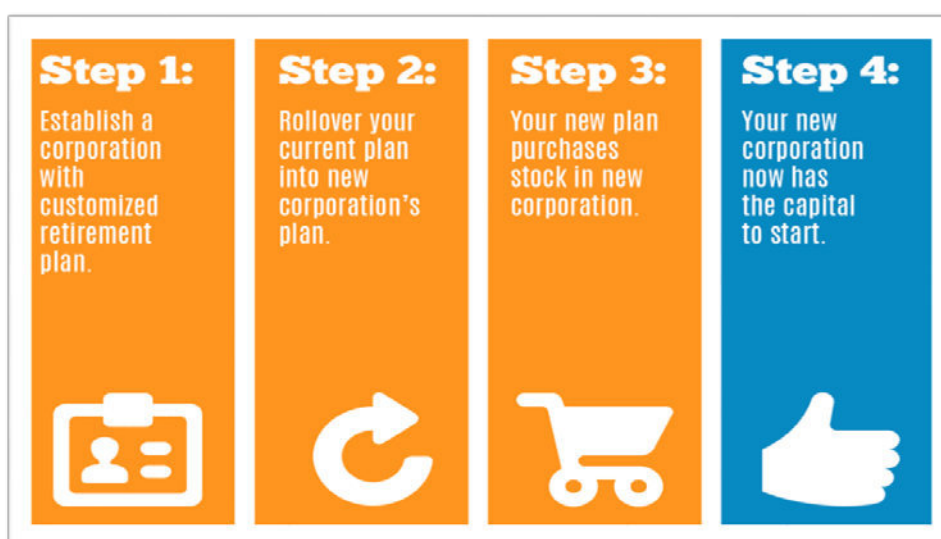 Step 1:
Establish a
corporation
with
customized
retirement
plan.
Step 2:
Rollover your
current plan
into new
corporation's
plan.
Step 3:
Your new plan
purchases
stock in new
corporation.
Step 4:
Your new
corporation
now has
the capital
to start.